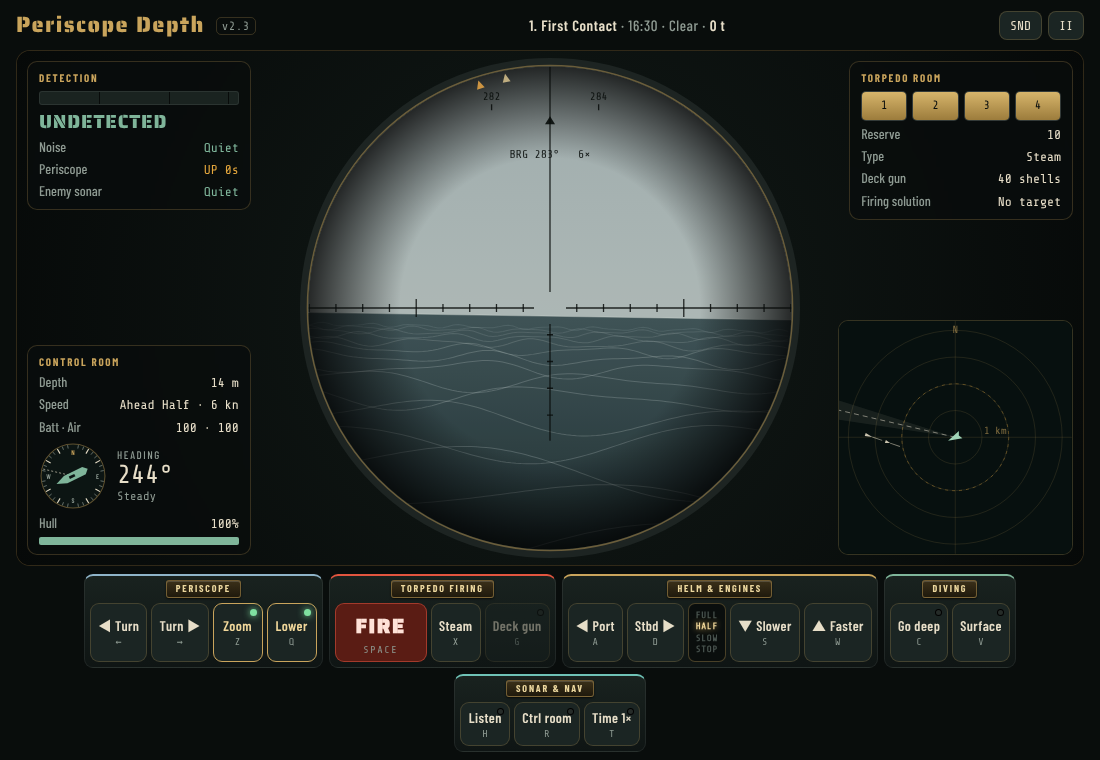 Periscope Depth v2.3
1. First Contact · 16:30 · Clear · 0 t
SND
II
DETECTION
UNDETECTED
Noise Quiet
Periscope UP 0s
Enemy sonar Quiet
282 284
BRG 283° 6×
TORPEDO ROOM
1 2 3 4
Reserve 10
Type Steam
Deck gun 40 shells
Firing solution No target
CONTROL ROOM
Depth 14 m
Speed Ahead Half · 6 kn
Batt · Air 100 · 100
N
W E
S
HEADING
244°
Steady
Hull 100%
N
1 km
PERISCOPE
◀ Turn
←
Turn ▶
→
Zoom
Z
Lower
Q
TORPEDO FIRING
FIRE
SPACE
Steam
X
Deck gun
G
HELM & ENGINES
◀ Port
A
Stbd ▶
D
FULL
HALF
SLOW
STOP
▼ Slower
S
▲ Faster
W
DIVING
Go deep
C
Surface
V
SONAR & NAV
Listen
H
Ctrl room
R
Time 1×
T